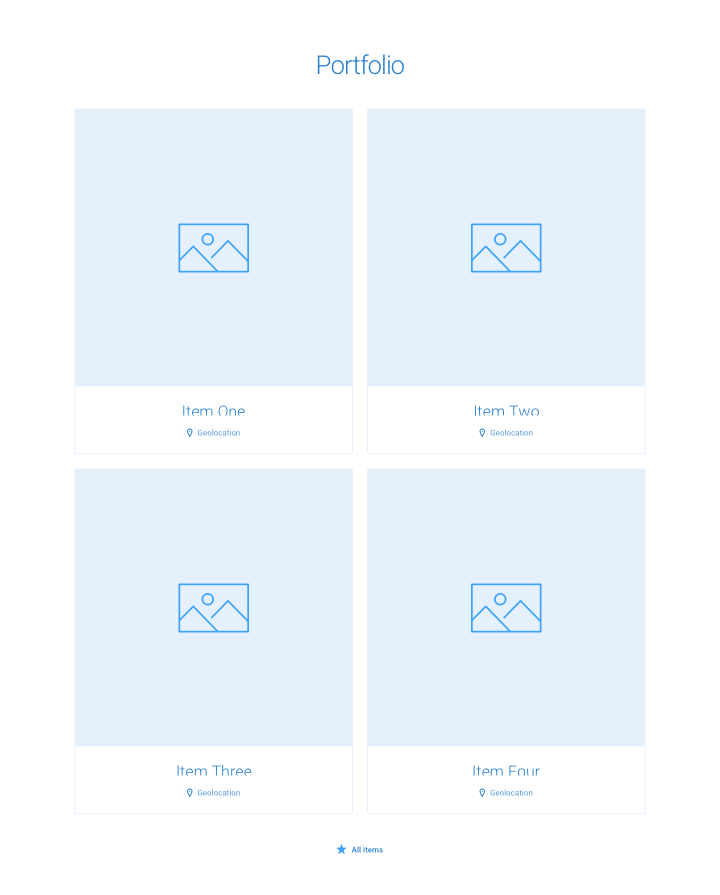 Portfolio
Item One
Geolocation
Item Two
Geolocation
Item Three
Geolocation
Item Four
Geolocation
All items